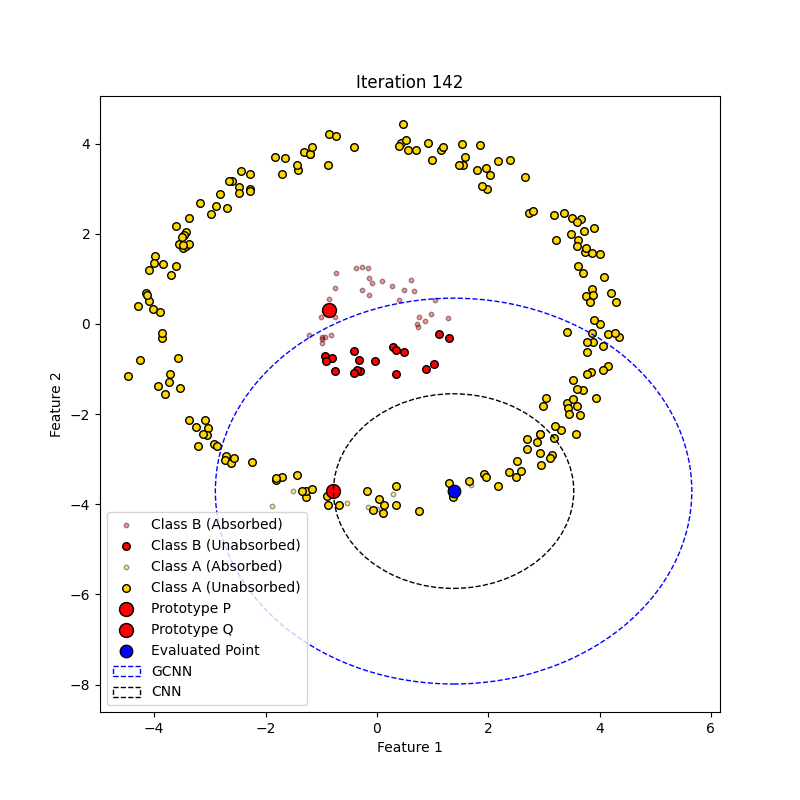 Iteration 142
4
2
0
−2
−4
−6
−8
Feature 2
Class B (Absorbed)
Class B (Unabsorbed)
Class A (Absorbed)
Class A (Unabsorbed)
Prototype P
Prototype Q
Evaluated Point
GCNN
CNN
−4 −2 0 2 4 6
Feature 1